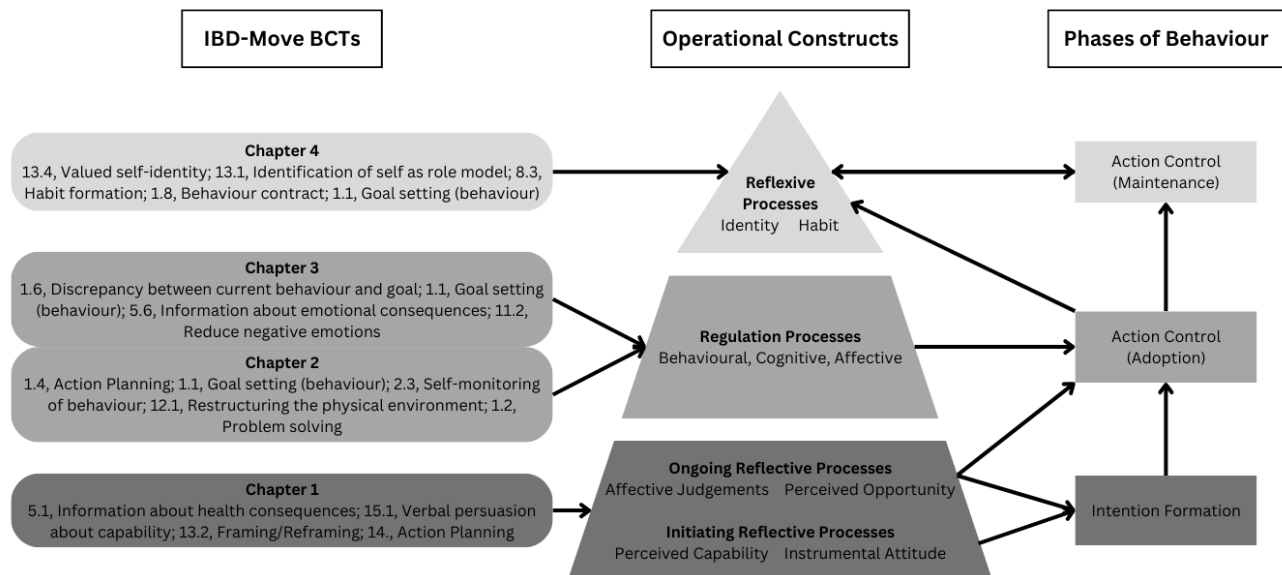 IBD-Move BCTs
Operational Constructs
Phases of Behaviour
Chapter 4
13.4, Valued self-identity; 13.1, Identification of self as role model; 8.3,
Habit formation; 1.8, Behaviour contract; 1.1, Goal setting (behaviour)
Chapter 3
1.6, Discrepancy between current behaviour and goal; 1.1, Goal setting
(behaviour); 5.6, Information about emotional consequences; 11.2,
Reduce negative emotions
Chapter 2
1.4, Action Planning; 1.1, Goal setting (behaviour); 2.3, Self-monitoring
of behaviour; 12.1, Restructuring the physical environment; 1.2,
Problem solving
Chapter 1
5.1, Information about health consequences; 15.1, Verbal persuasion
about capability; 13.2, Framing/Reframing; 14., Action Planning
Reflexive
Processes
Identity Habit
Regulation Processes
Behavioural, Cognitive, Affective
Ongoing Reflective Processes
Affective Judgements Perceived Opportunity
Initiating Reflective Processes
Perceived Capability Instrumental Attitude
Action Control
(Maintenance)
Action Control
(Adoption)
Intention Formation